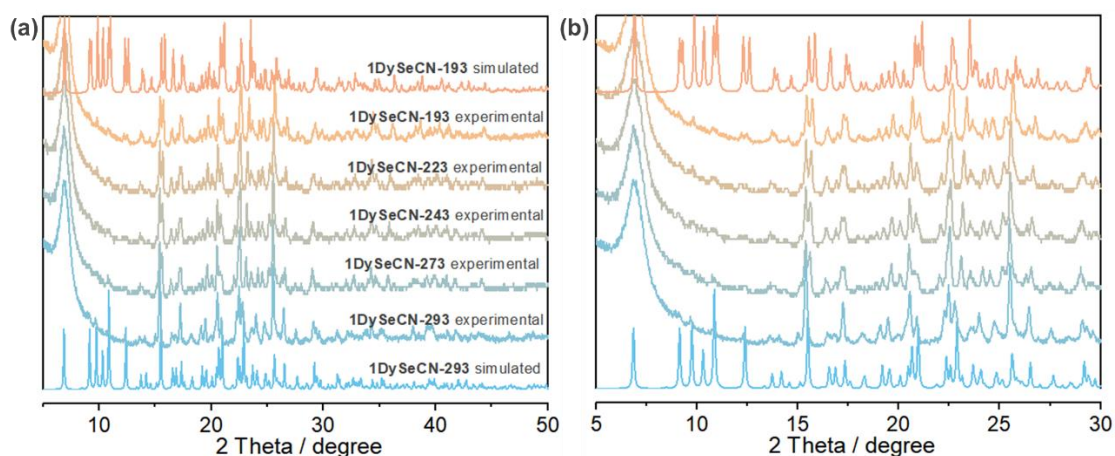 (a)
1DySeCN-193 simulated
1DySeCN-193 experimental
1DySeCN-223 experimental
1DySeCN-243 experimental
1DySeCN-273 experimental
1DySeCN-293 experimental
1DySeCN-293 simulated
10 20 30 40 50
2 Theta / degree
(b)
5 10 15 20 25 30
2 Theta / degree